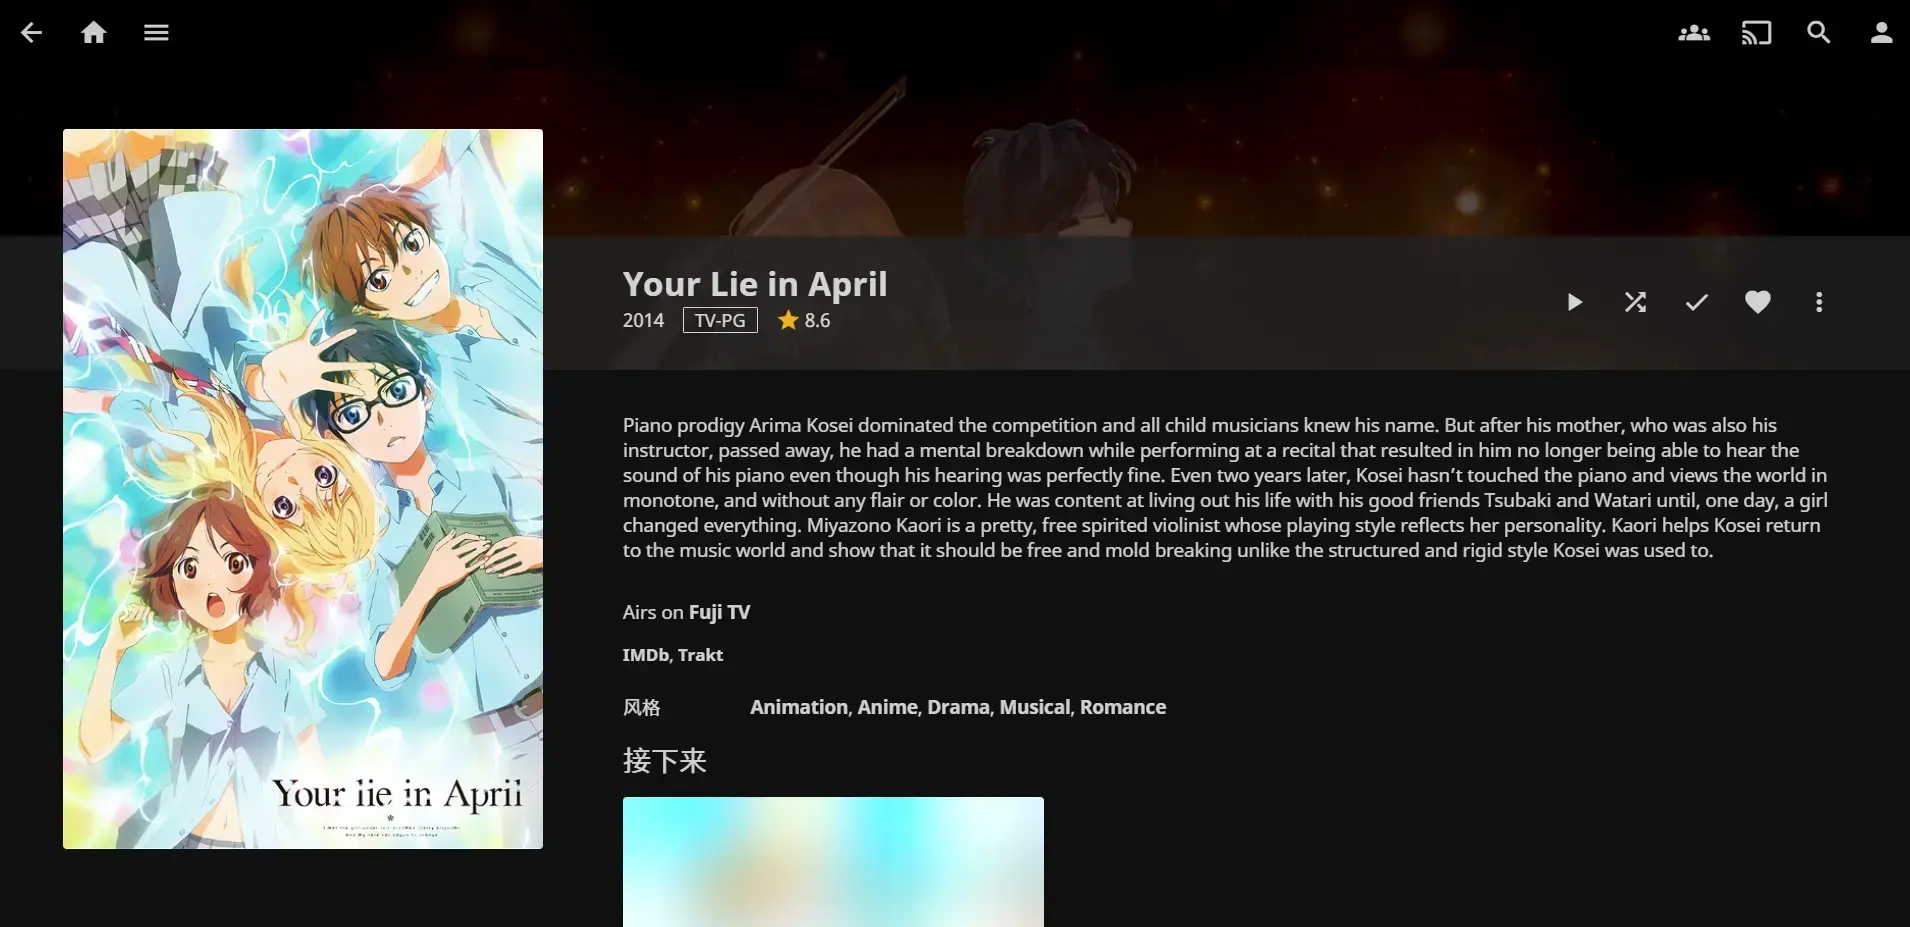 Your Lie in April
2014 TV-PG 8.6
Piano prodigy Arima Kosei dominated the competition and all child musicians knew his name. But after his mother, who was also his
instructor, passed away, he had a mental breakdown while performing at a recital that resulted in him no longer being able to hear the
sound of his piano even though his hearing was perfectly fine. Even two years later, Kosei hasn’t touched the piano and views the world in
monotone, and without any flair or color. He was content at living out his life with his good friends Tsubaki and Watari until, one day, a girl
changed everything. Miyazono Kaori is a pretty, free spirited violinist whose playing style reflects her personality. Kaori helps Kosei return
to the music world and show that it should be free and mold breaking unlike the structured and rigid style Kosei was used to.
Airs on Fuji TV
IMDb, Trakt
风格 Animation, Anime, Drama, Musical, Romance
接下来
Your lie in April